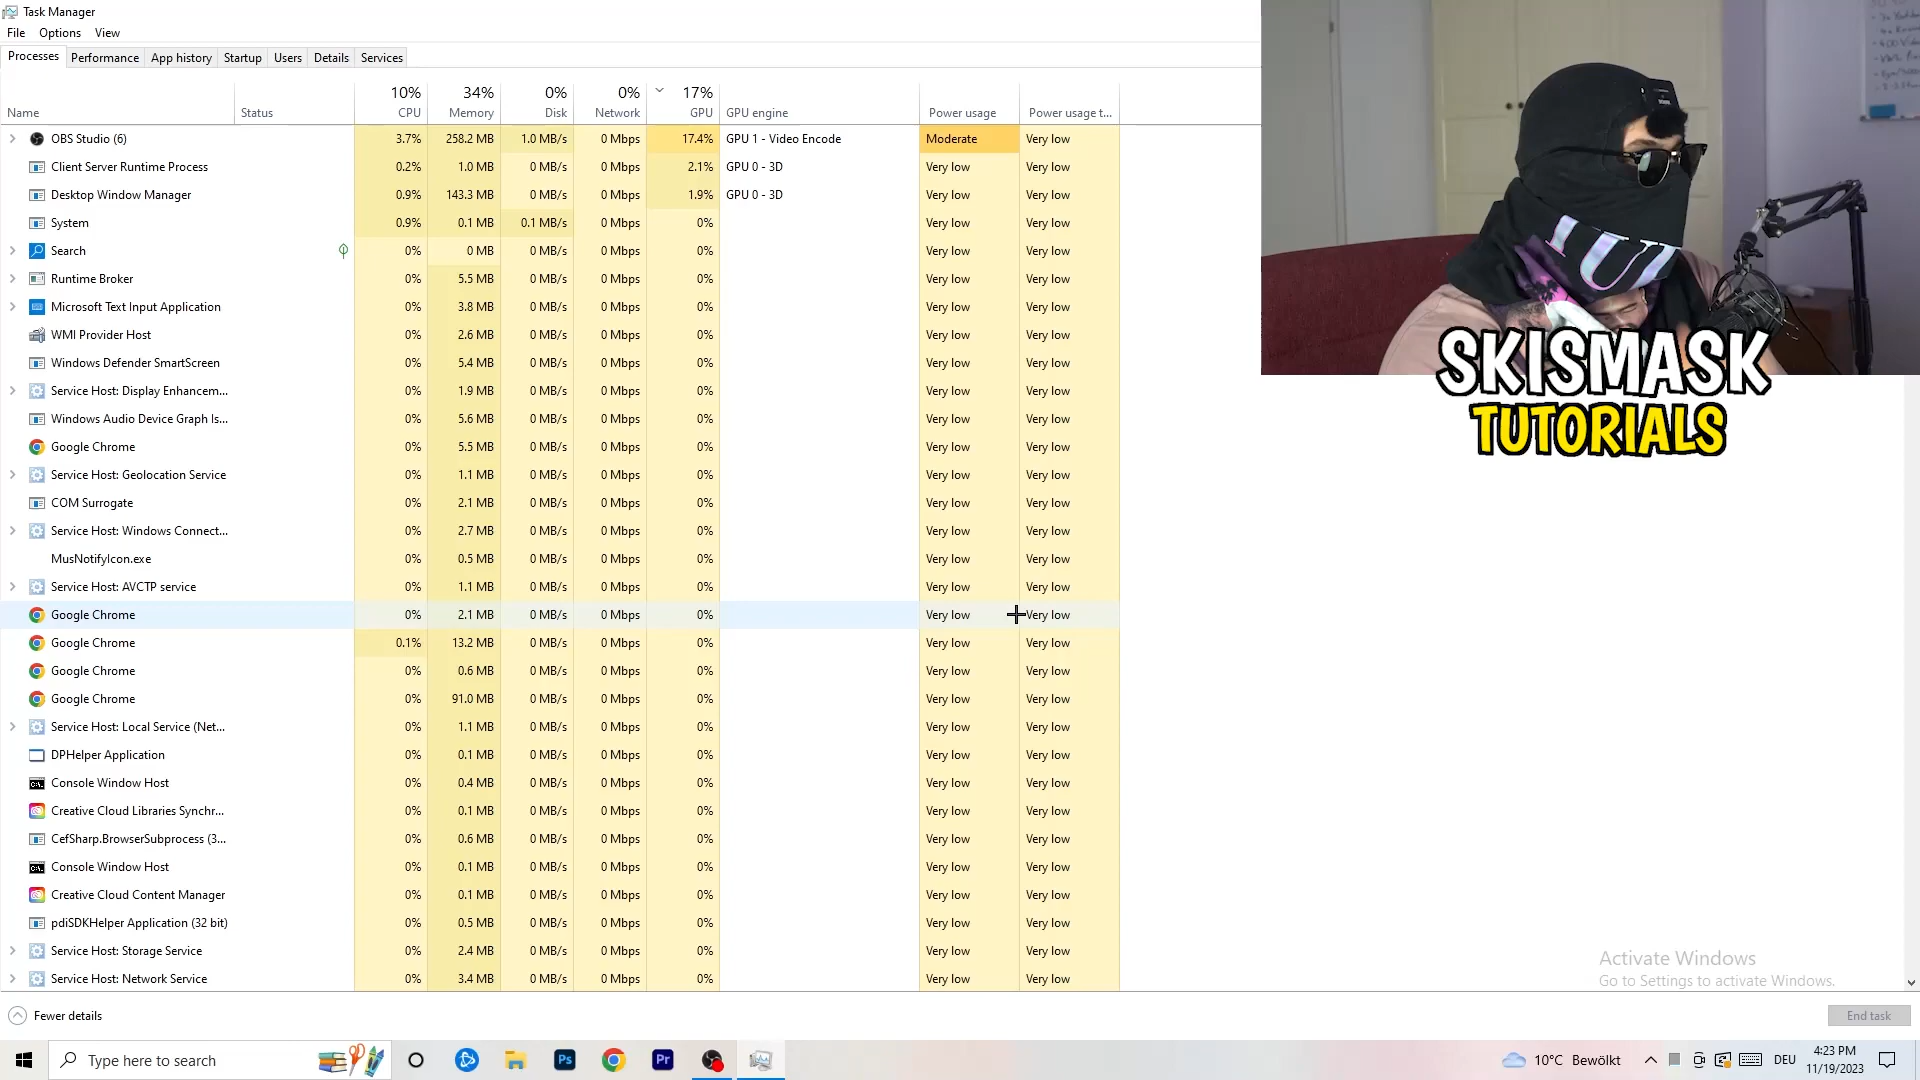 Task Manager
File Options View
Processes Performance App history Startup Users Details Services
10% 34% 0% 0% 17%
Name Status CPU Memory Disk Network GPU GPU engine Power usage Power usage t...
OBS Studio (6) 3.7% 258.2 MB 1.0 MB/s 0 Mbps 17.4% GPU 1 - Video Encode Moderate Very low
Client Server Runtime Process 0.2% 1.0 MB 0 MB/s 0 Mbps 2.1% GPU 0 - 3D Very low Very low
Desktop Window Manager 0.9% 143.3 MB 0 MB/s 0 Mbps 1.9% GPU 0 - 3D Very low Very low
System 0.9% 0.1 MB 0.1 MB/s 0 Mbps 0% Very low Very low
Search 0% 0 MB 0 MB/s 0 Mbps 0% Very low Very low
Runtime Broker 0% 5.5 MB 0 MB/s 0 Mbps 0% Very low Very low
Microsoft Text Input Application 0% 3.8 MB 0 MB/s 0 Mbps 0% Very low Very low
WMI Provider Host 0% 2.6 MB 0 MB/s 0 Mbps 0% Very low Very low
Windows Defender SmartScreen 0% 5.4 MB 0 MB/s 0 Mbps 0% Very low Very low
Service Host: Display Enhancem... 0% 1.9 MB 0 MB/s 0 Mbps 0% Very low Very low
Windows Audio Device Graph Is... 0% 5.6 MB 0 MB/s 0 Mbps 0% Very low Very low
Google Chrome 0% 5.5 MB 0 MB/s 0 Mbps 0% Very low Very low
Service Host: Geolocation Service 0% 1.1 MB 0 MB/s 0 Mbps 0% Very low Very low
COM Surrogate 0% 2.1 MB 0 MB/s 0 Mbps 0% Very low Very low
Service Host: Windows Connect... 0% 2.7 MB 0 MB/s 0 Mbps 0% Very low Very low
MusNotifyIcon.exe 0% 0.5 MB 0 MB/s 0 Mbps 0% Very low Very low
Service Host: AVCTP service 0% 1.1 MB 0 MB/s 0 Mbps 0% Very low Very low
Google Chrome 0% 2.1 MB 0 MB/s 0 Mbps 0% Very low Very low
Google Chrome 0.1% 13.2 MB 0 MB/s 0 Mbps 0% Very low Very low
Google Chrome 0% 0.6 MB 0 MB/s 0 Mbps 0% Very low Very low
Google Chrome 0% 91.0 MB 0 MB/s 0 Mbps 0% Very low Very low
Service Host: Local Service (Net... 0% 1.1 MB 0 MB/s 0 Mbps 0% Very low Very low
DPHelper Application 0% 0.1 MB 0 MB/s 0 Mbps 0% Very low Very low
Console Window Host 0% 0.4 MB 0 MB/s 0 Mbps 0% Very low Very low
Creative Cloud Libraries Synchr... 0% 0.1 MB 0 MB/s 0 Mbps 0% Very low Very low
CefSharp.BrowserSubprocess (3... 0% 0.6 MB 0 MB/s 0 Mbps 0% Very low Very low
Console Window Host 0% 0.1 MB 0 MB/s 0 Mbps 0% Very low Very low
Creative Cloud Content Manager 0% 0.1 MB 0 MB/s 0 Mbps 0% Very low Very low
pdiSDKHelper Application (32 bit) 0% 0.5 MB 0 MB/s 0 Mbps 0% Very low Very low
Service Host: Storage Service 0% 2.4 MB 0 MB/s 0 Mbps 0% Very low Very low
Service Host: Network Service 0% 3.4 MB 0 MB/s 0 Mbps 0% Very low Very low
SKISMASK
TUTORIALS
Activate Windows
Go to Settings to activate Windows.
Fewer details End task
Type here to search Ps Pr 10°C Bewölkt DEU 4:23 PM
11/19/2023